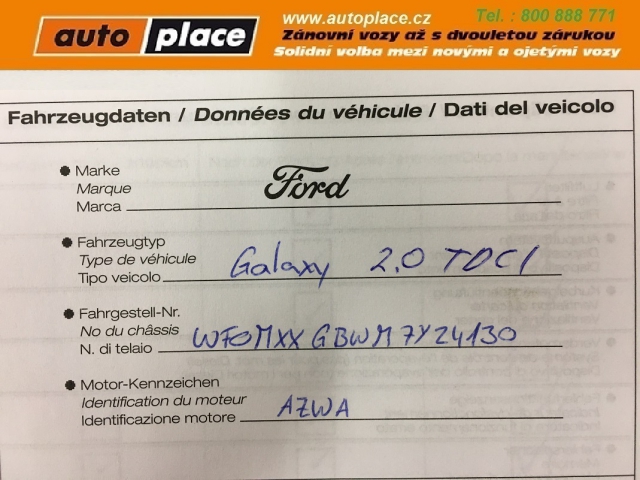 auto place
www.autoplace.cz
Tel. : 800 888 771
Zánovní vozy až s dvouletou zárukou
Solidní volba mezi novými a ojetými vozy
Fahrzeugdaten / Données du véhicule / Dati del veicolo
Marke
Marque
Marca
Ford
Fahrzeugtyp
Type de véhicule
Tipo veicolo
Galaxy 2.0 TDCI
Fahrgestell-Nr.
No du châssis
N. di telaio
WF0MXXGBWM7Y24130
Motor-Kennzeichen
Identification du moteur
Identificazione motore
AZWA